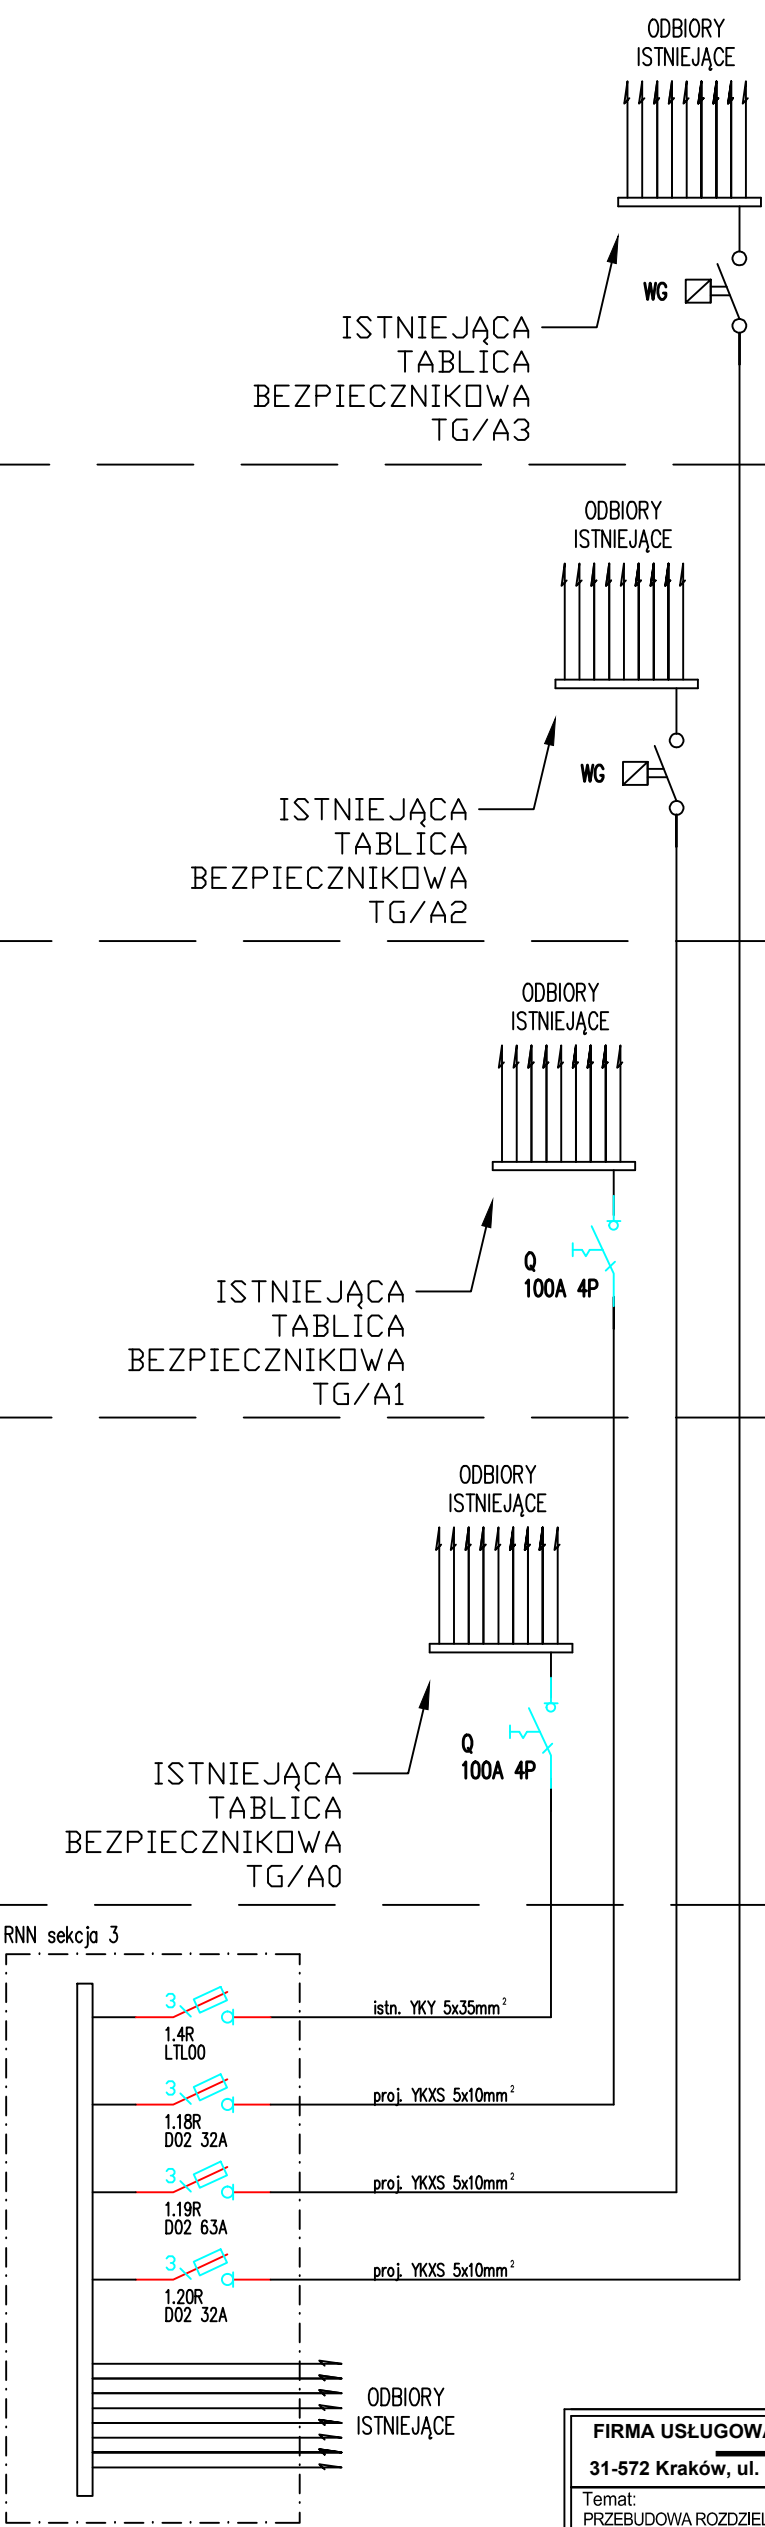 ODBIORY
ISTNIEJĄCE
WG
ISTNIEJĄCA
TABLICA
BEZPIECZNIKOWA
TG/A3
ODBIORY
ISTNIEJĄCE
WG
ISTNIEJĄCA
TABLICA
BEZPIECZNIKOWA
TG/A2
ODBIORY
ISTNIEJĄCE
Q
100A 4P
ISTNIEJĄCA
TABLICA
BEZPIECZNIKOWA
TG/A1
ODBIORY
ISTNIEJĄCE
Q
100A 4P
ISTNIEJĄCA
TABLICA
BEZPIECZNIKOWA
TG/A0
RNN sekcja 3
3
istn. YKY 5x35mm²
1.4R
LTL00
3
proj. YKXS 5x10mm²
1.18R
D02 32A
3
proj. YKXS 5x10mm²
1.19R
D02 63A
3
proj. YKXS 5x10mm²
1.20R
D02 32A
ODBIORY
ISTNIEJĄCE
FIRMA USŁUGOWA
31-572 Kraków, ul.
Temat:
PRZEBUDOWA ROZDZIEL